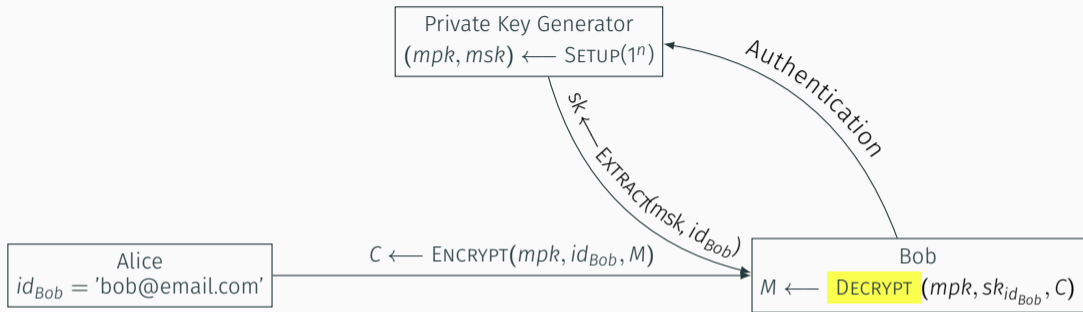 Private Key Generator
(mpk, msk) ⟵ SETUP(1ⁿ)
Authentication
sk ⟵ EXTRACT(msk, id_Bob)
Alice
id_Bob = 'bob@email.com'
C ⟵ ENCRYPT(mpk, id_Bob, M)
Bob
M ⟵ DECRYPT (mpk, sk_id_Bob, C)